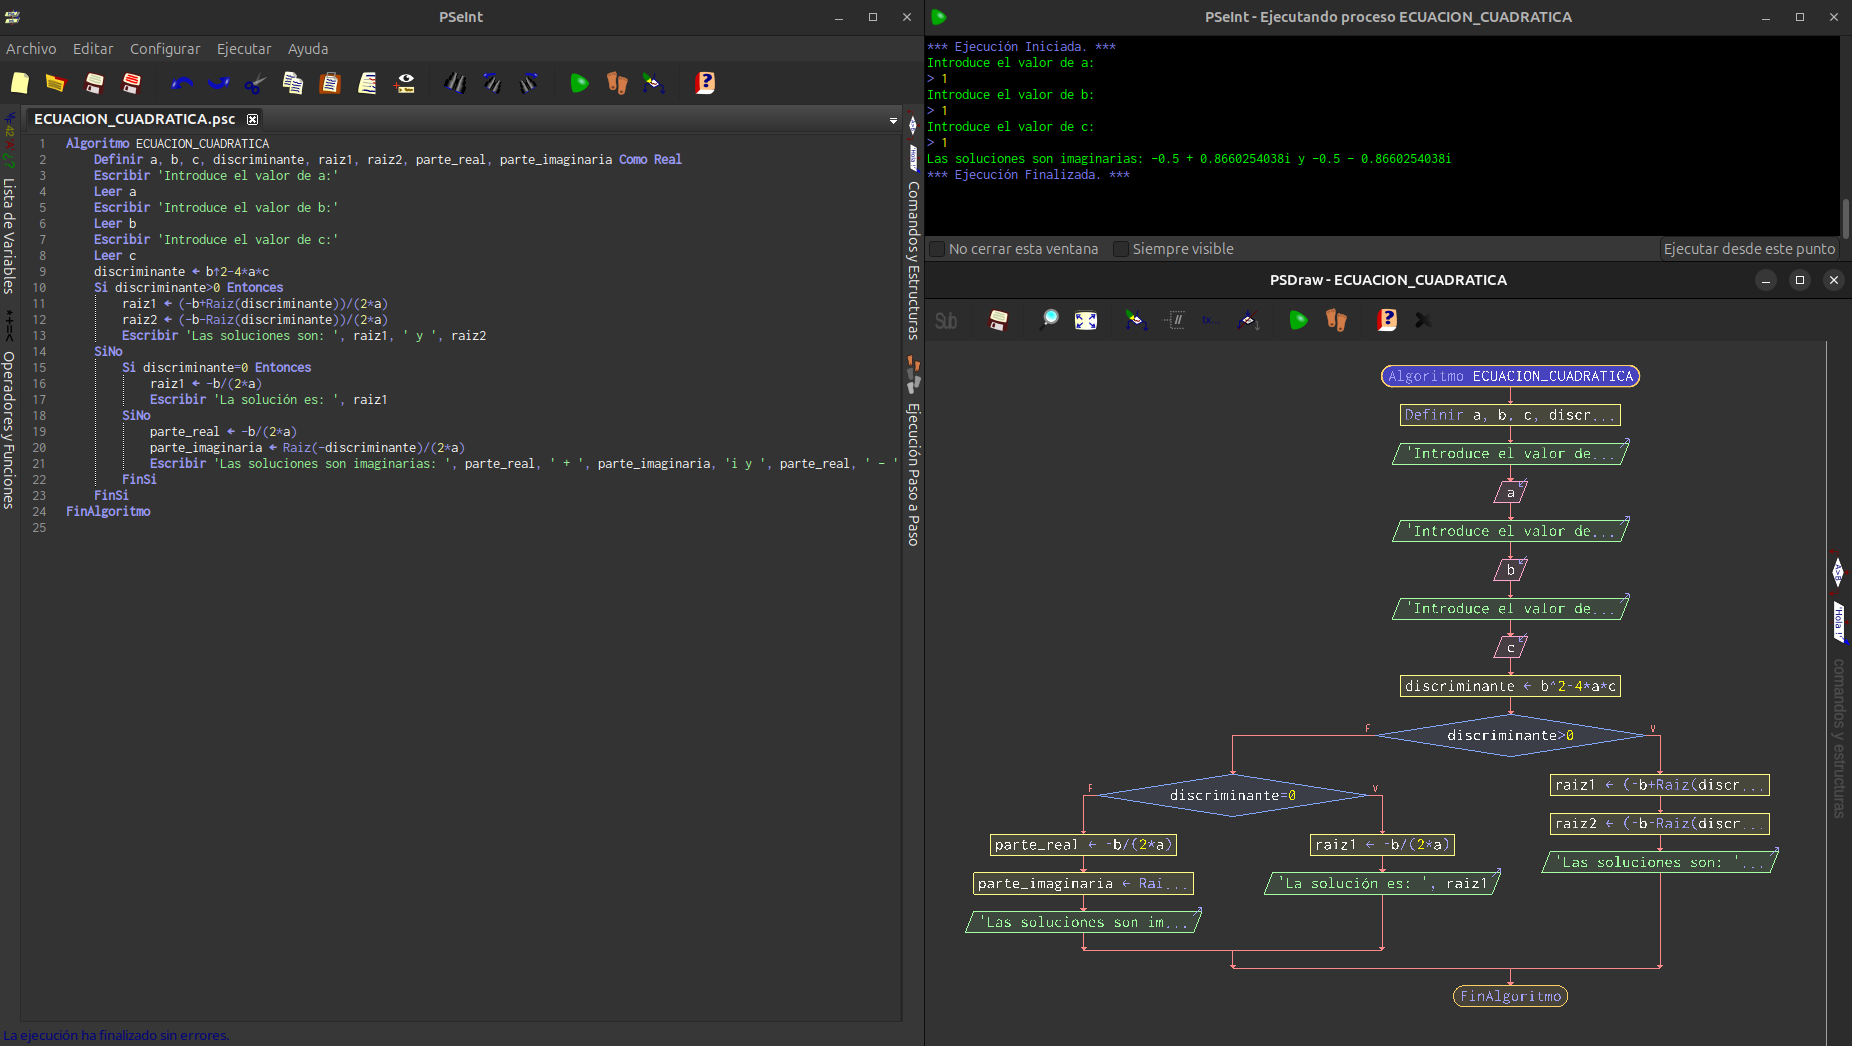 PSeInt
Archivo Editar Configurar Ejecutar Ayuda
ECUACION_CUADRATICA.psc
Lista de Variables
Operadores y Funciones
1 Algoritmo ECUACION_CUADRATICA
2 Definir a, b, c, discriminante, raiz1, raiz2, parte_real, parte_imaginaria Como Real
3 Escribir 'Introduce el valor de a:'
4 Leer a
5 Escribir 'Introduce el valor de b:'
6 Leer b
7 Escribir 'Introduce el valor de c:'
8 Leer c
9 discriminante ← b↑2-4*a*c
10 Si discriminante>0 Entonces
11 raiz1 ← (-b+Raiz(discriminante))/(2*a)
12 raiz2 ← (-b-Raiz(discriminante))/(2*a)
13 Escribir 'Las soluciones son: ', raiz1, ' y ', raiz2
14 SiNo
15 Si discriminante=0 Entonces
16 raiz1 ← -b/(2*a)
17 Escribir 'La solución es: ', raiz1
18 SiNo
19 parte_real ← -b/(2*a)
20 parte_imaginaria ← Raiz(-discriminante)/(2*a)
21 Escribir 'Las soluciones son imaginarias: ', parte_real, ' + ', parte_imaginaria, 'i y ', parte_real, ' - '
22 FinSi
23 FinSi
24 FinAlgoritmo
25
Comandos y Estructuras
Ejecución Paso a Paso
La ejecución ha finalizado sin errores.
PSeInt - Ejecutando proceso ECUACION_CUADRATICA
*** Ejecución Iniciada. ***
Introduce el valor de a:
> 1
Introduce el valor de b:
> 1
Introduce el valor de c:
> 1
Las soluciones son imaginarias: -0.5 + 0.8660254038i y -0.5 - 0.8660254038i
*** Ejecución Finalizada. ***
No cerrar esta ventana Siempre visible Ejecutar desde este punto
PSDraw - ECUACION_CUADRATICA
Sub
Algoritmo ECUACION_CUADRATICA
Definir a, b, c, discr...
'Introduce el valor de...
a
'Introduce el valor de...
b
'Introduce el valor de...
c
discriminante ← b^2-4*a*c
F discriminante>0 V
F discriminante=0 V
raiz1 ← (-b+Raiz(discr...
raiz2 ← (-b-Raiz(discr...
'Las soluciones son: '...
parte_real ← -b/(2*a)
raiz1 ← -b/(2*a)
parte_imaginaria ← Rai...
'La solución es: ', raiz1
'Las soluciones son im...
FinAlgoritmo
comandos y estructuras